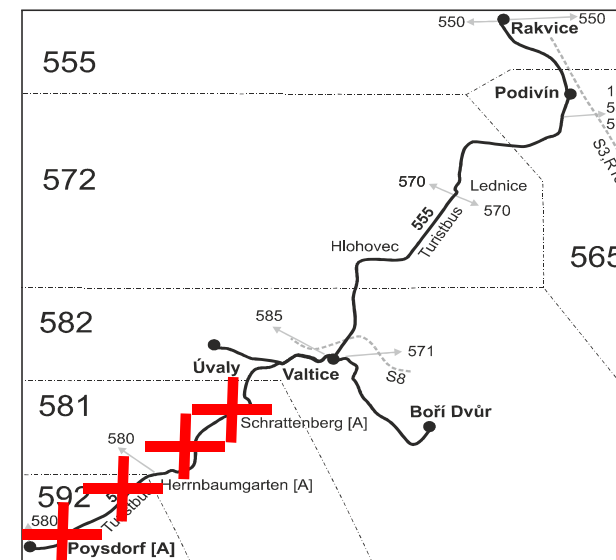 550
550
Rakvice
555
Podivín
S3,R
572
570
Lednice
570
555
Turistbus
Hlohovec
565
585
582
571
Úvaly
Valtice
S8
581
Boří Dvůr
Schrattenberg [A]
580
Herrnbaumgarten [A]
592
Turistbus
580
Poysdorf [A]